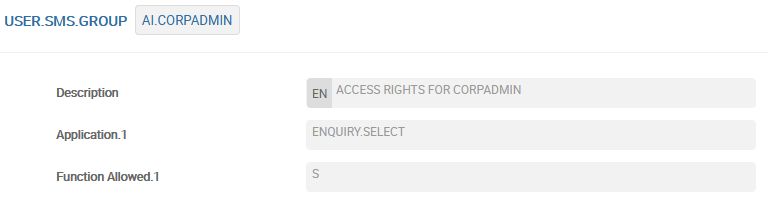 USER.SMS.GROUP AI.CORPADMIN
Description EN ACCESS RIGHTS FOR CORPADMIN
Application.1 ENQUIRY.SELECT
Function Allowed.1 S